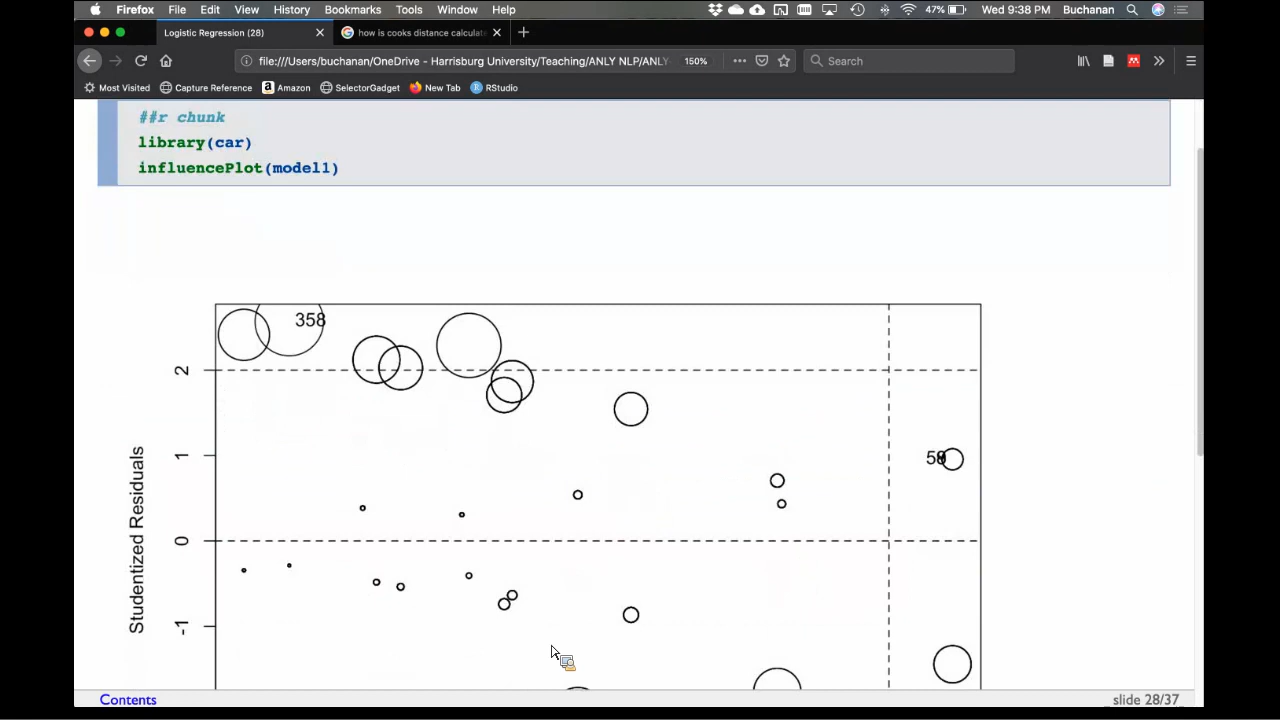 Firefox File Edit View History Bookmarks Tools Window Help 47% Wed 9:38 PM Buchanan
Logistic Regression (28) how is cooks distance calculat
file:///Users/buchanan/OneDrive - Harrisburg University/Teaching/ANLY NLP/ANLY 150% Search
Most Visited Capture Reference Amazon SelectorGadget New Tab RStudio
##r chunk
library(car)
influencePlot(model1)
358
2
1
0
-1
Studentized Residuals
Contents
slide 28/37